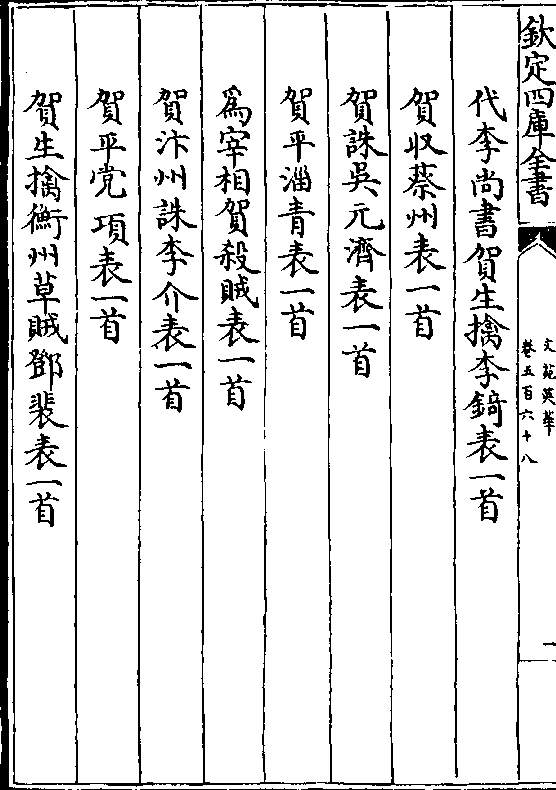 欽定四庫全書
文苑英華
卷五百六十八
一
代李尚書賀生擒李錡表一首
賀收蔡州表一首
賀誅吳元濟表一首
賀平淄青表一首
為宰相賀殺賊表一首
賀汴州誅李介表一首
賀平党項表一首
賀生擒衡州草賊鄧裴表一首